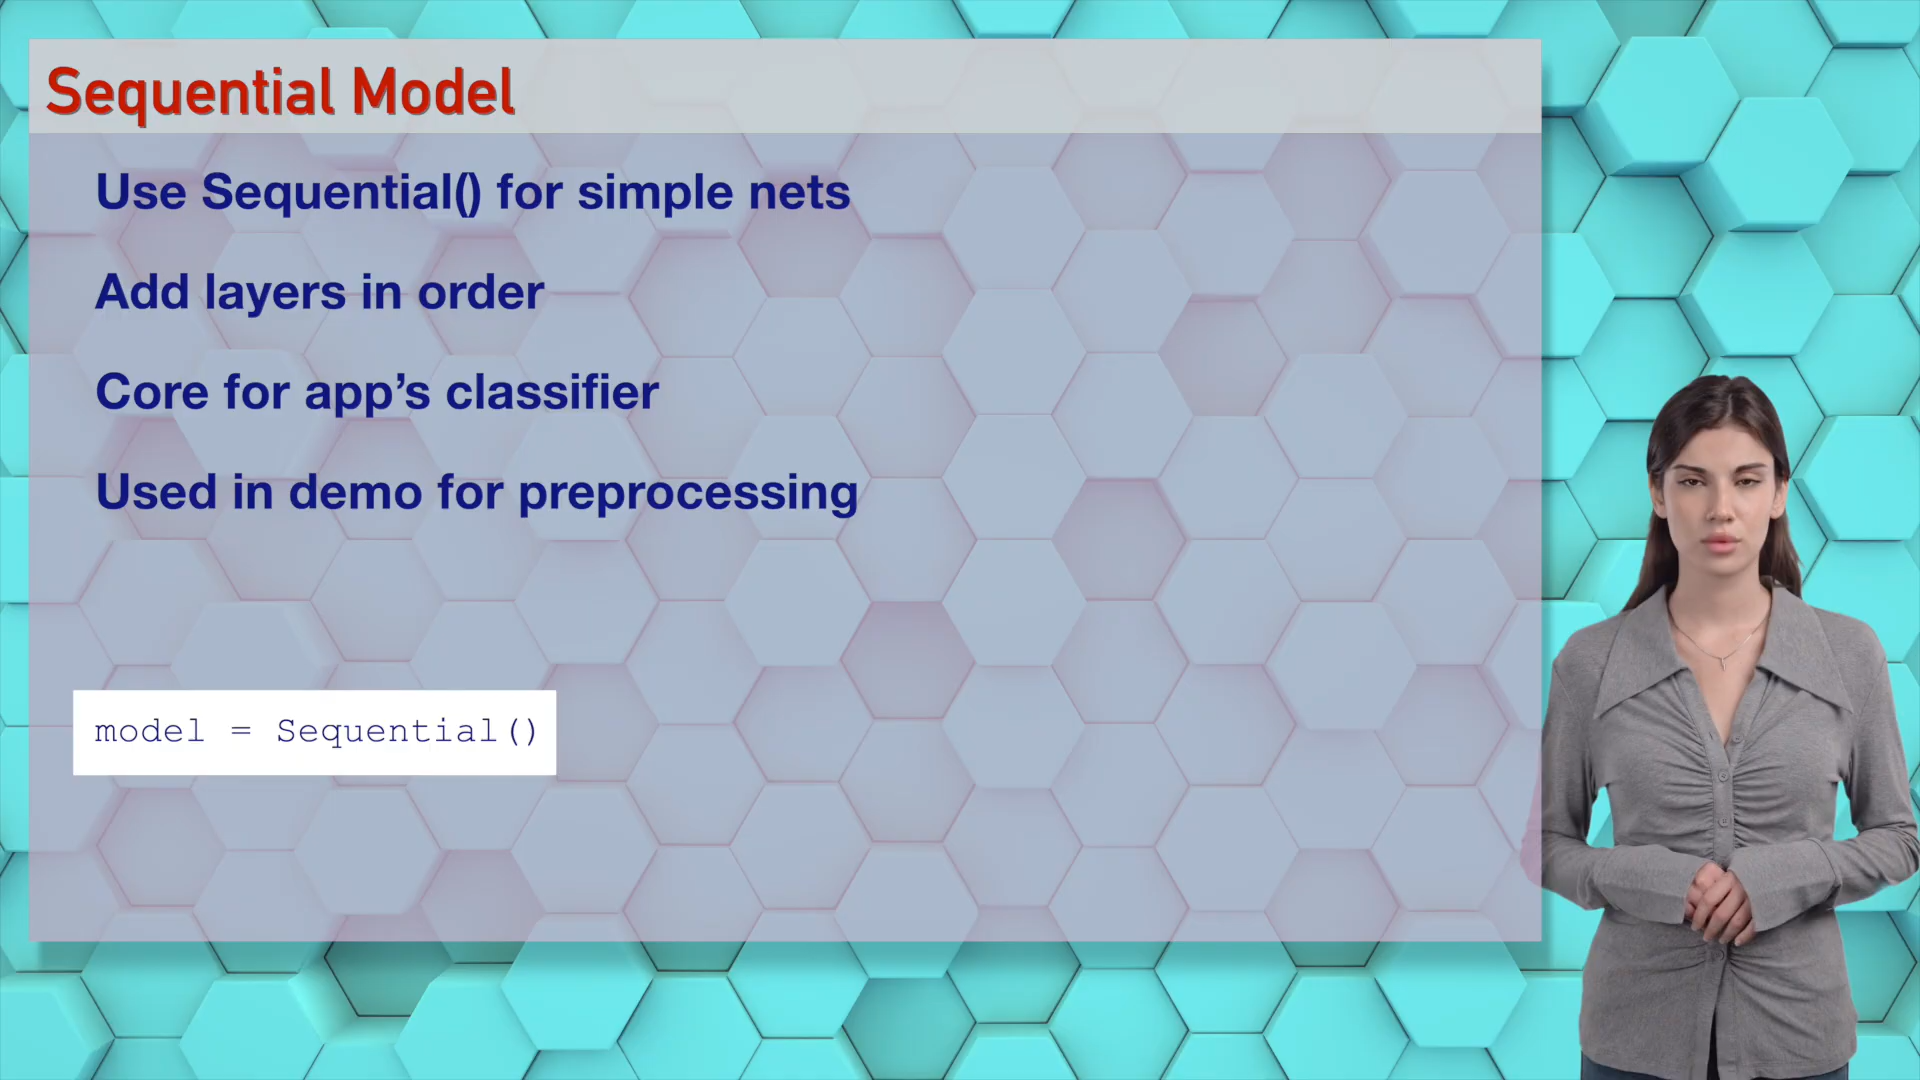 Sequential Model
Use Sequential() for simple nets
Add layers in order
Core for app’s classifier
Used in demo for preprocessing
model = Sequential()